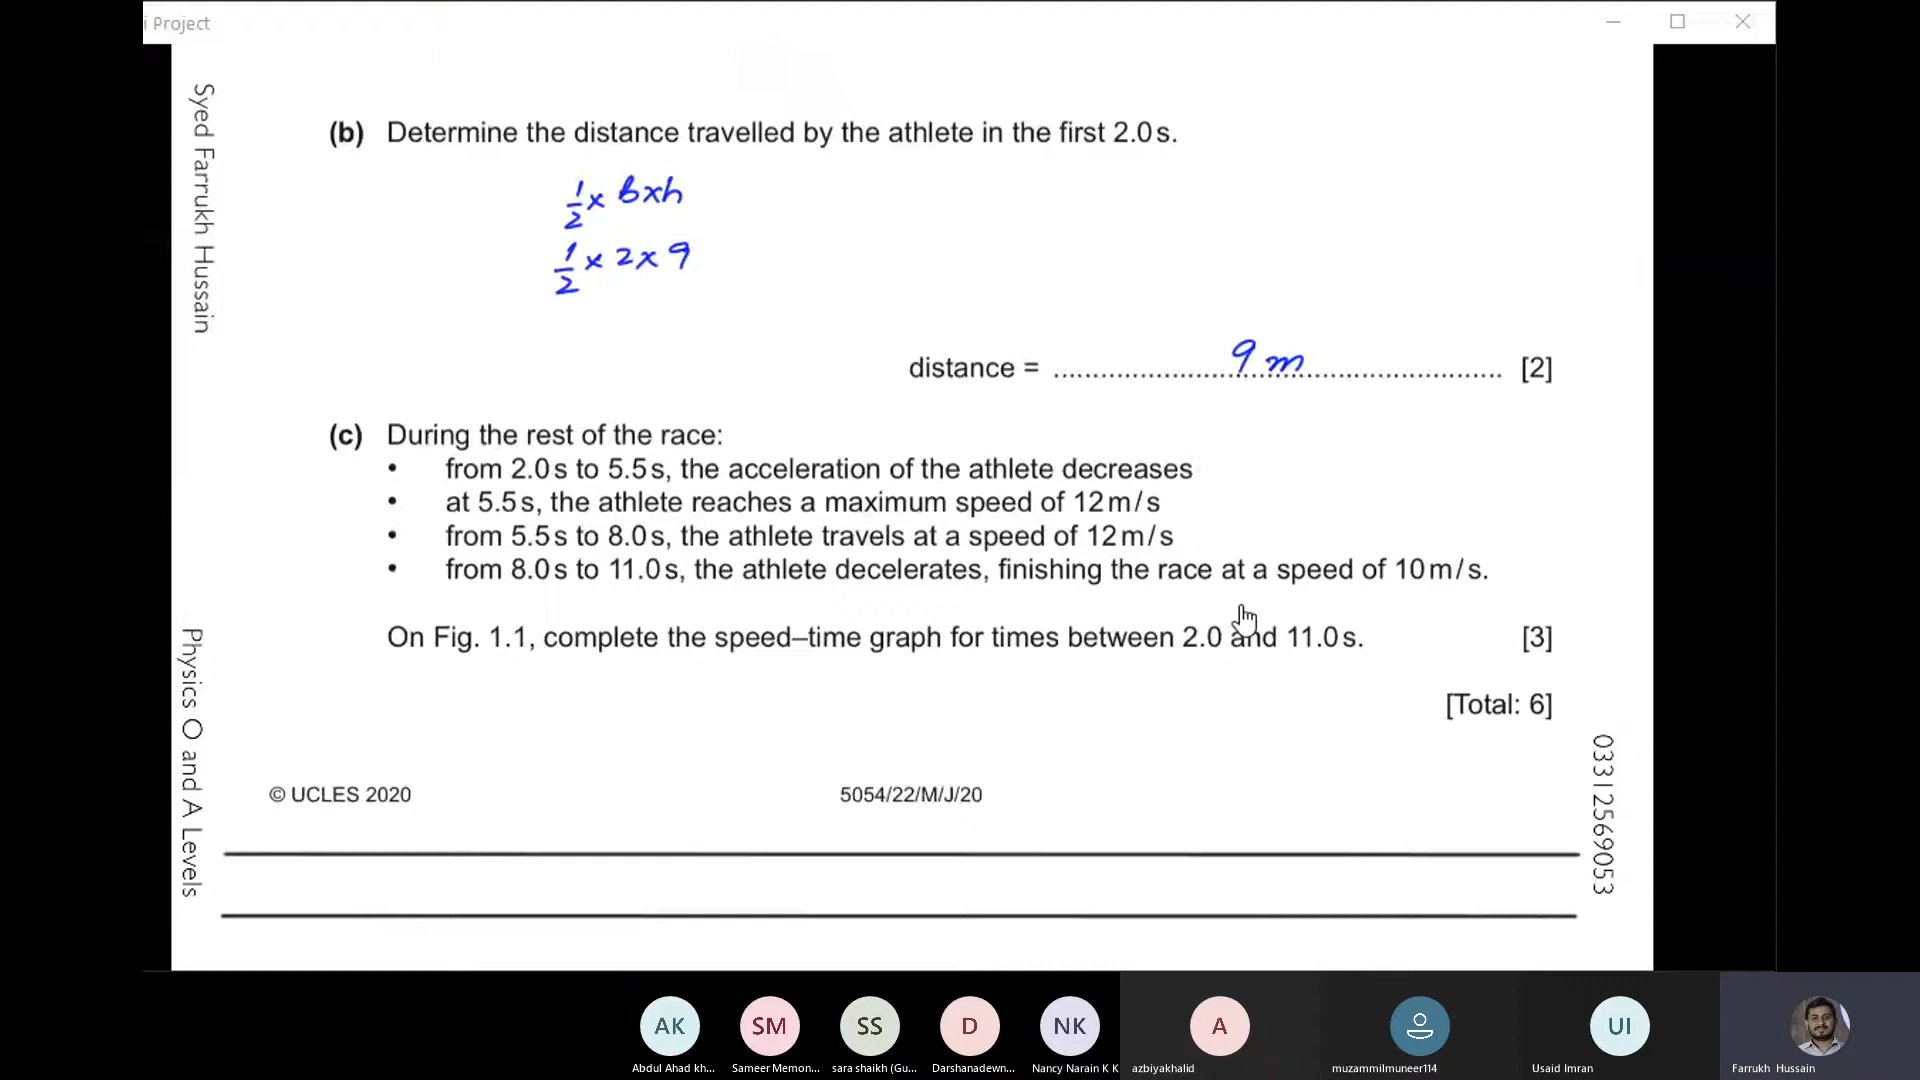 i Project
Syed Farrukh Hussain
(b) Determine the distance travelled by the athlete in the first 2.0 s.
1/2 × b×h
1/2 × 2 × 9
distance = ........ 9 m ........ [2]
(c) During the rest of the race:
• from 2.0 s to 5.5 s, the acceleration of the athlete decreases
• at 5.5 s, the athlete reaches a maximum speed of 12 m/s
• from 5.5 s to 8.0 s, the athlete travels at a speed of 12 m/s
• from 8.0 s to 11.0 s, the athlete decelerates, finishing the race at a speed of 10 m/s.
On Fig. 1.1, complete the speed–time graph for times between 2.0 and 11.0 s. [3]
[Total: 6]
Physics O and A Levels
03312569053
© UCLES 2020 5054/22/M/J/20
AK SM SS D NK A UI
Abdul Ahad kh... Sameer Memon... sara shaikh (Gu... Darshanadewn... Nancy Narain K K azbiyakhalid muzammilmuneer114 Usaid Imran Farrukh Hussain